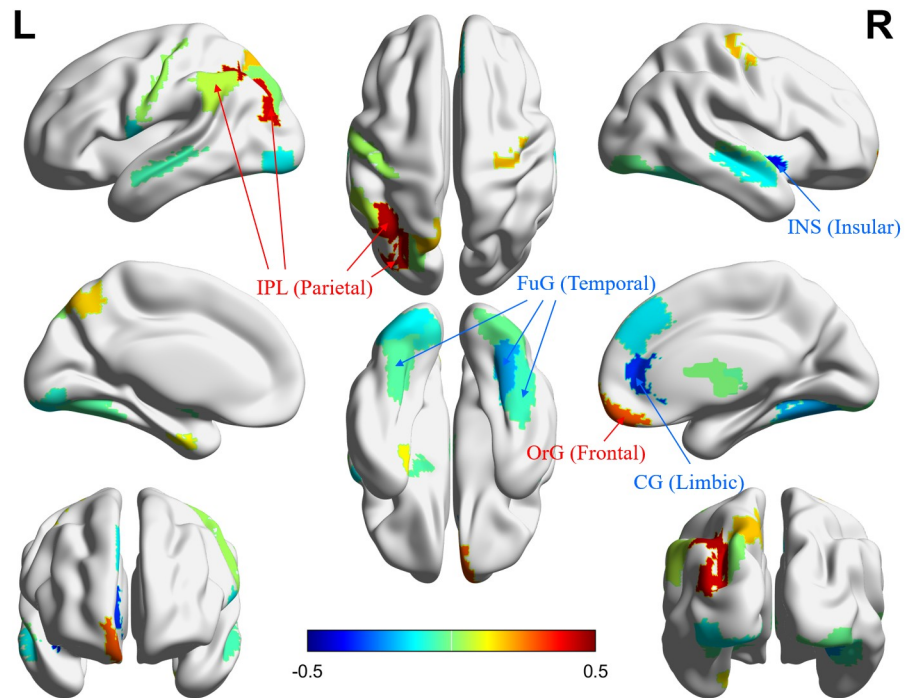 L
R
INS (Insular)
IPL (Parietal)
FuG (Temporal)
OrG (Frontal)
CG (Limbic)
-0.5
0.5